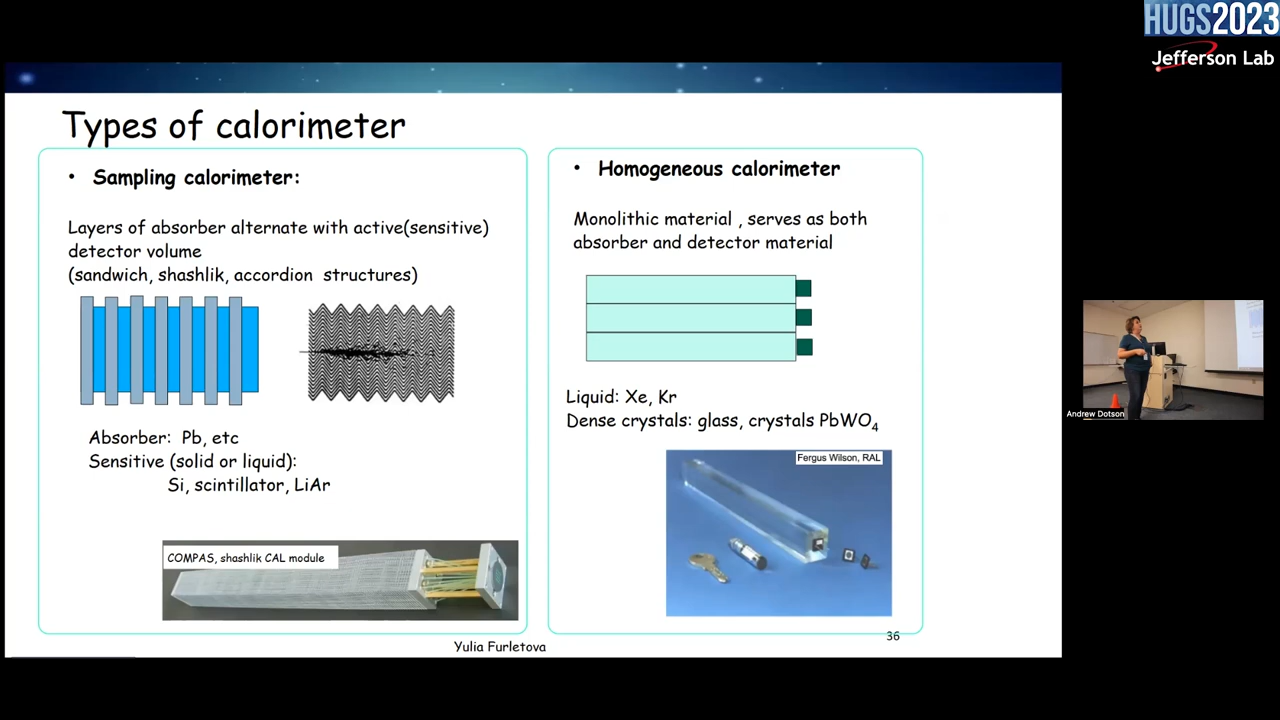 HUGS2023
Jefferson Lab
Types of calorimeter
• Sampling calorimeter:
Layers of absorber alternate with active(sensitive)
detector volume
(sandwich, shashlik, accordion structures)
Absorber: Pb, etc
Sensitive (solid or liquid):
Si, scintillator, LiAr
COMPAS, shashlik CAL module
• Homogeneous calorimeter
Monolithic material , serves as both
absorber and detector material
Liquid: Xe, Kr
Dense crystals: glass, crystals PbWO₄
Fergus Wilson, RAL
36
Yulia Furletova
Andrew Dotson